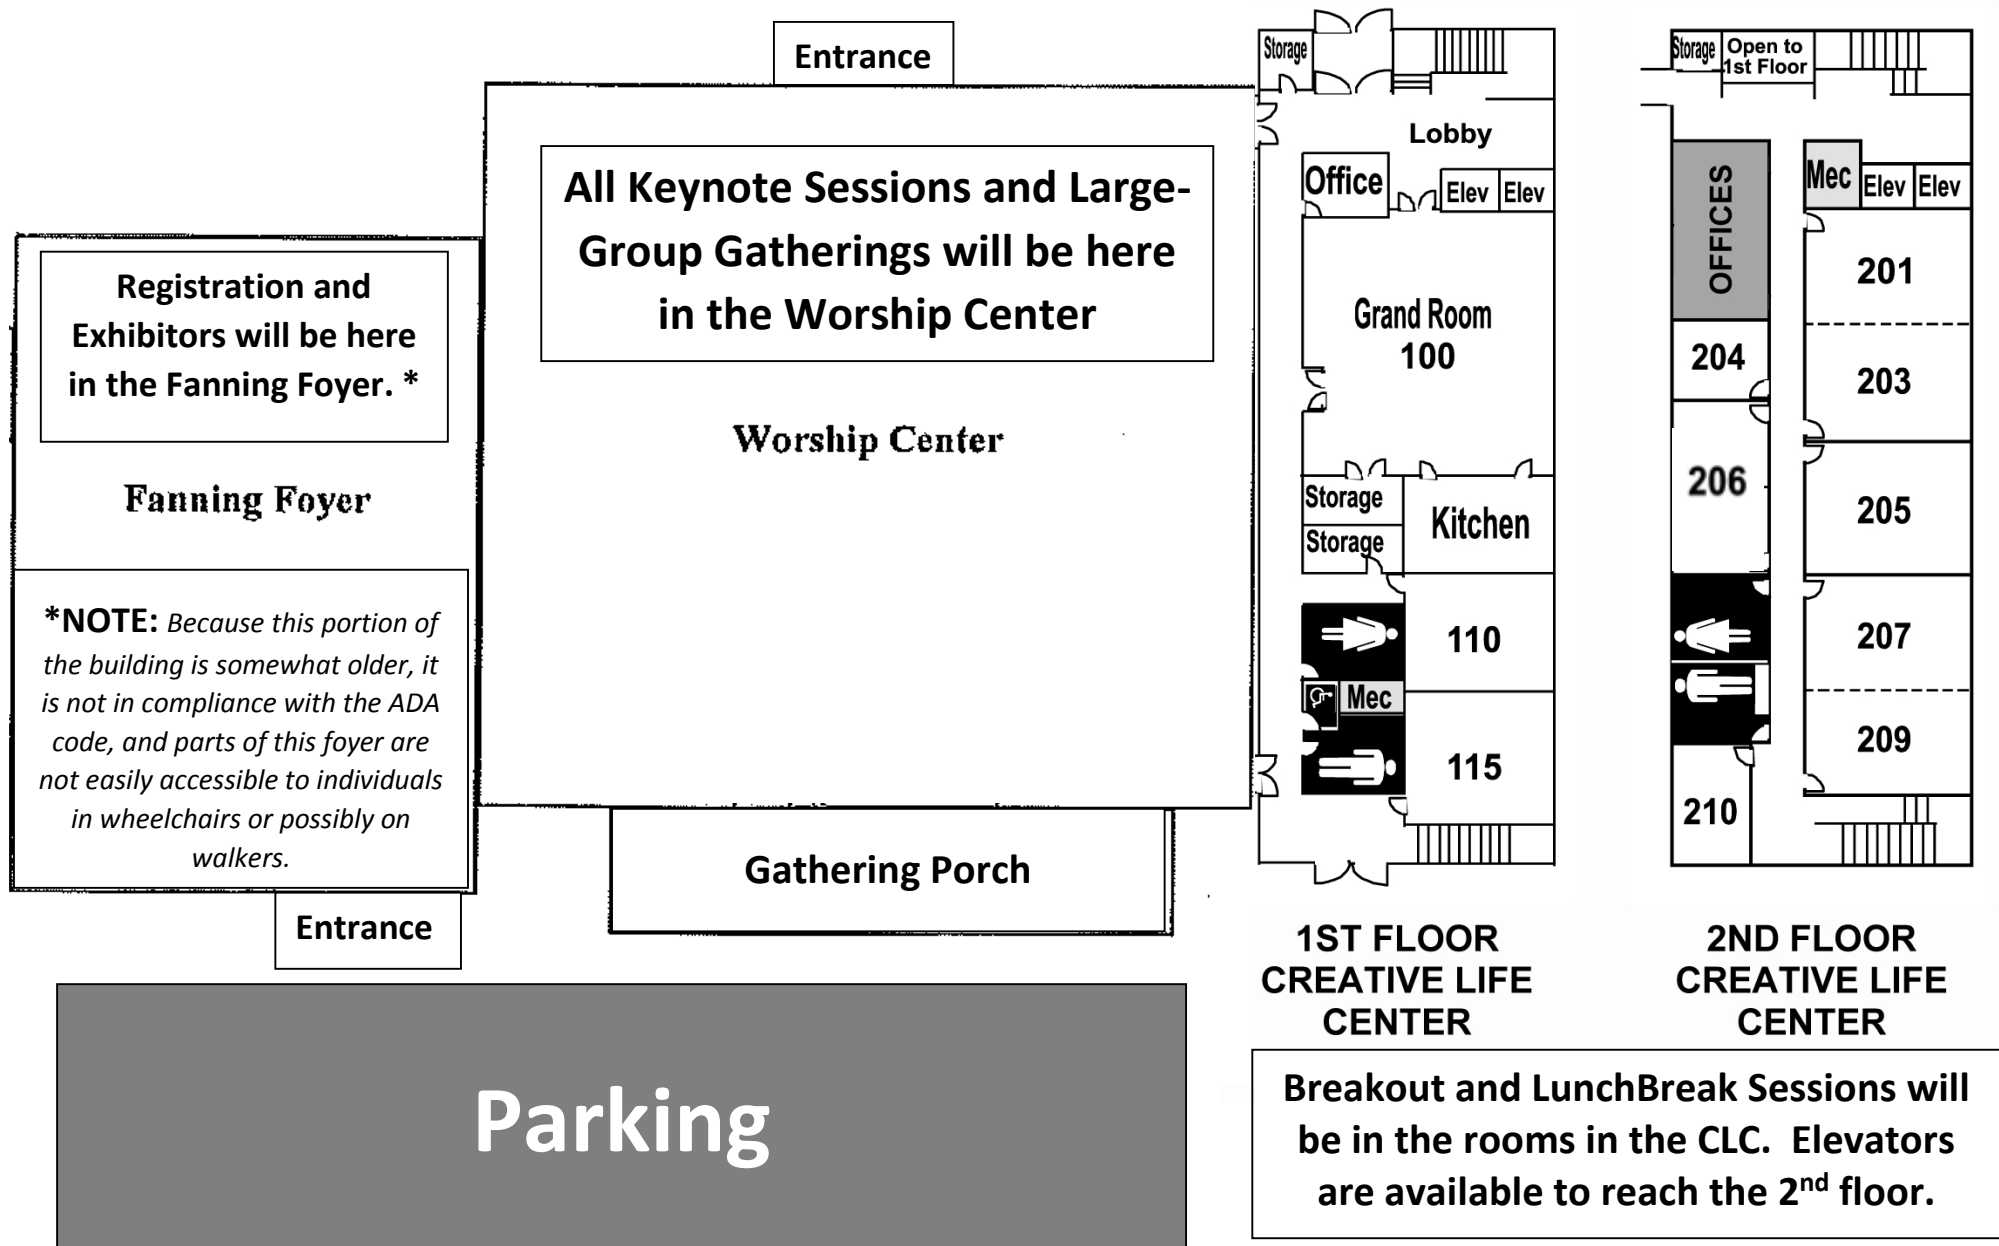 Entrance
All Keynote Sessions and Large-
Group Gatherings will be here
in the Worship Center
Worship Center
Registration and
Exhibitors will be here
in the Fanning Foyer. *
Fanning Foyer
*NOTE: Because this portion of
the building is somewhat older, it
is not in compliance with the ADA
code, and parts of this foyer are
not easily accessible to individuals
in wheelchairs or possibly on
walkers.
Entrance
Gathering Porch
Parking
Storage
Lobby
Office
Elev
Elev
Grand Room
100
Storage
Storage
Kitchen
110
Mec
115
1ST FLOOR
CREATIVE LIFE
CENTER
Storage
Open to
1st Floor
OFFICES
Mec
Elev
Elev
201
204
203
206
205
207
209
210
2ND FLOOR
CREATIVE LIFE
CENTER
Breakout and LunchBreak Sessions will
be in the rooms in the CLC.  Elevators
are available to reach the 2nd floor.